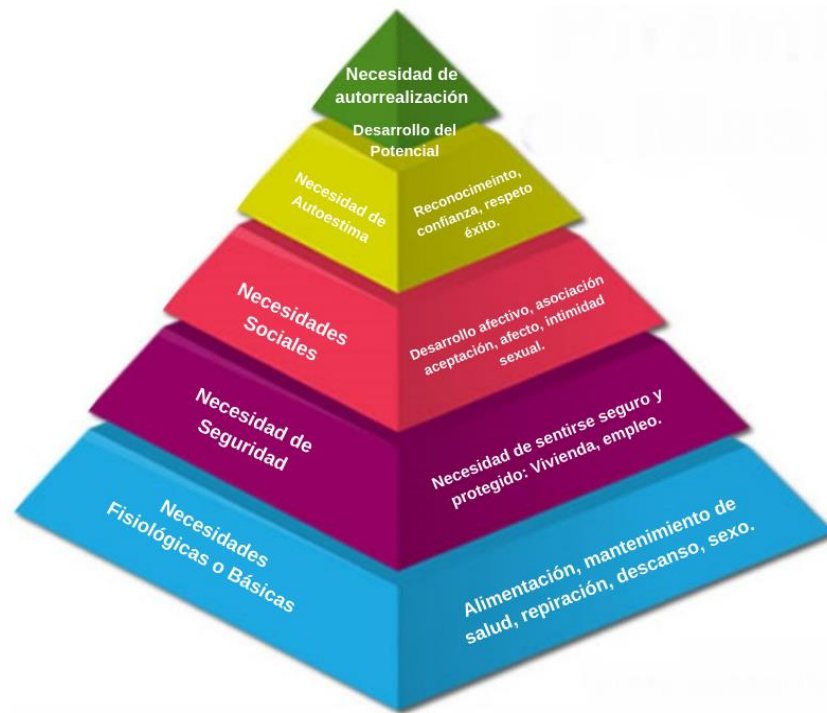 Necesidad de
autorrealización
Desarrollo del
Potencial
Necesidad de
Autoestima
Reconocimeinto,
confianza, respeto
éxito.
Necesidades
Sociales
Desarrollo afectivo, asociación
aceptación, afecto, intimidad
sexual.
Necesidad de
Seguridad
Necesidad de sentirse seguro y
protegido: Vivienda, empleo.
Necesidades
Fisiológicas o Básicas
Alimentación, mantenimiento de
salud, repiración, descanso, sexo.